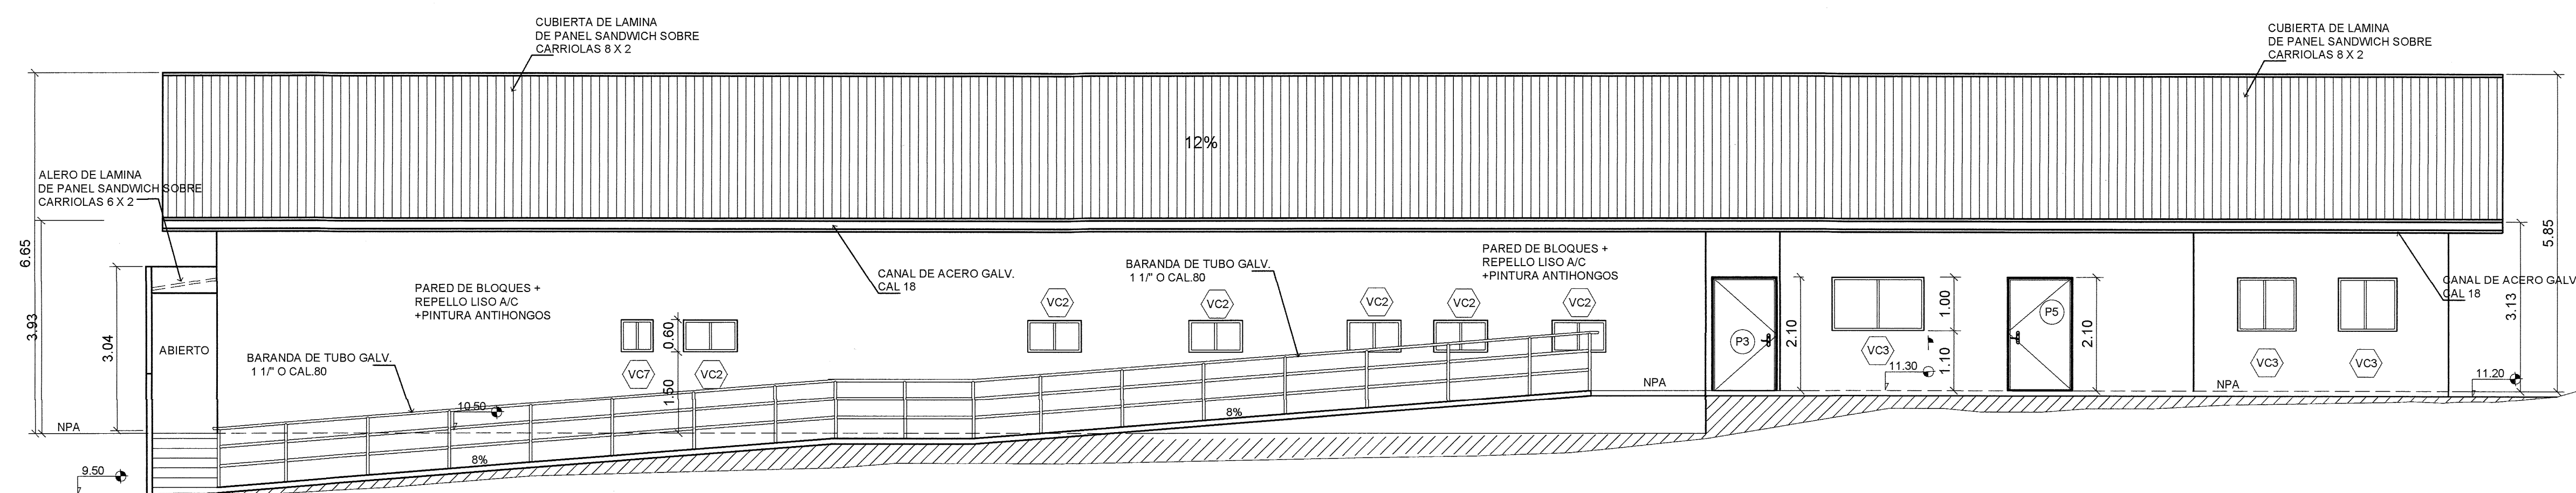 CUBIERTA DE LAMINA
DE PANEL SANDWICH SOBRE
CARRIOLAS 8 X 2
CUBIERTA DE LAMINA
DE PANEL SANDWICH SOBRE
CARRIOLAS 8 X 2
12%
ALERO DE LAMINA
DE PANEL SANDWICH SOBRE
CARRIOLAS 6 X 2
6.65
3.93
3.04
ABIERTO
NPA
9.50
BARANDA DE TUBO GALV.
1 1/" O CAL.80
PARED DE BLOQUES +
REPELLO LISO A/C
+PINTURA ANTIHONGOS
10.50
8%
VC7
VC2
0.60
1.50
CANAL DE ACERO GALV.
CAL 18
VC2
BARANDA DE TUBO GALV.
1 1/" O CAL.80
VC2
VC2
VC2
VC2
PARED DE BLOQUES +
REPELLO LISO A/C
+PINTURA ANTIHONGOS
8%
NPA
P3
2.10
VC3
11.30
1.00
1.10
P5
2.10
NPA
VC3
VC3
CANAL DE ACERO GALV
CAL 18
11.20
3.13
5.85